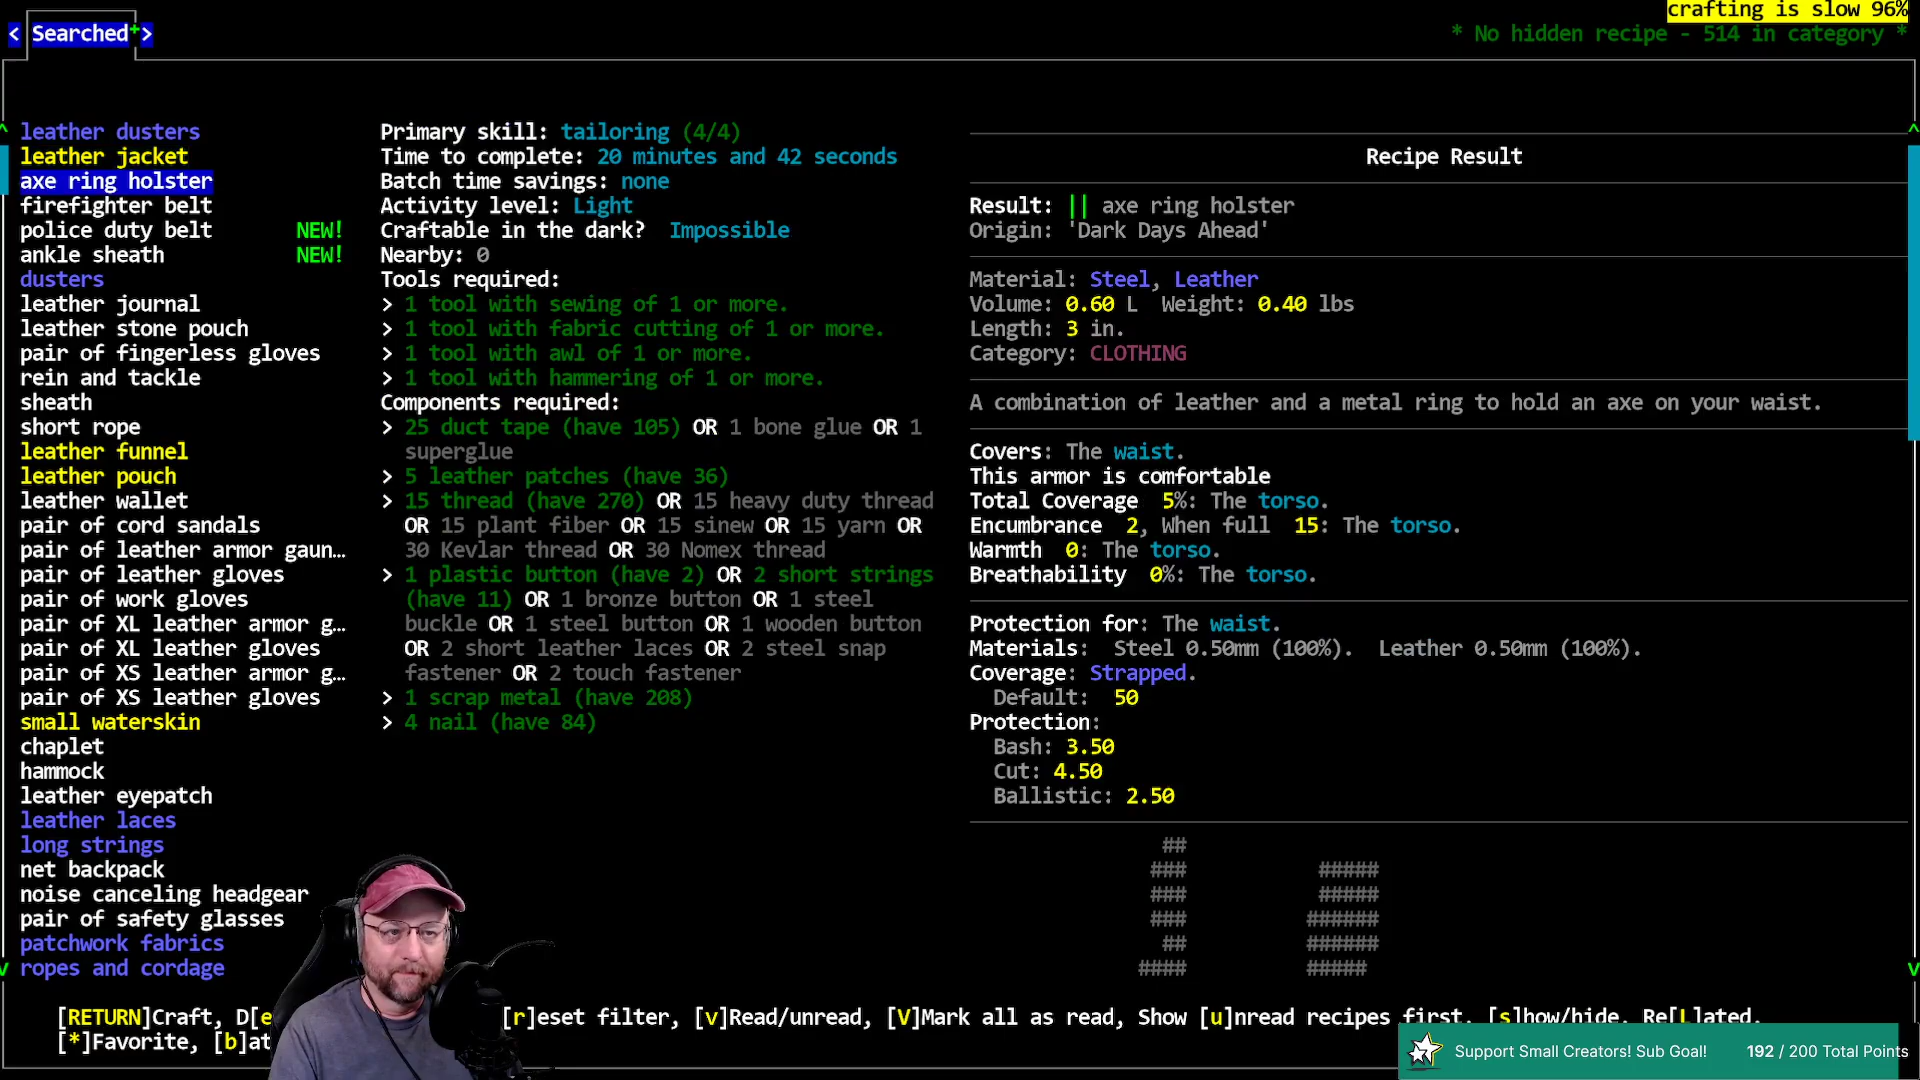 crafting is slow 96%
< Searched+ >
* No hidden recipe - 514 in category *
leather dusters
leather jacket
axe ring holster
firefighter belt
police duty belt NEW!
ankle sheath NEW!
dusters
leather journal
leather stone pouch
pair of fingerless gloves
rein and tackle
sheath
short rope
leather funnel
leather pouch
leather wallet
pair of cord sandals
pair of leather armor gaun…
pair of leather gloves
pair of work gloves
pair of XL leather armor g…
pair of XL leather gloves
pair of XS leather armor g…
pair of XS leather gloves
small waterskin
chaplet
hammock
leather eyepatch
leather laces
long strings
net backpack
noise canceling headgear
pair of safety glasses
patchwork fabrics
ropes and cordage
Primary skill: tailoring (4/4)
Time to complete: 20 minutes and 42 seconds
Batch time savings: none
Activity level: Light
Craftable in the dark? Impossible
Nearby: 0
Tools required:
> 1 tool with sewing of 1 or more.
> 1 tool with fabric cutting of 1 or more.
> 1 tool with awl of 1 or more.
> 1 tool with hammering of 1 or more.
Components required:
> 25 duct tape (have 105) OR 1 bone glue OR 1
superglue
> 5 leather patches (have 36)
> 15 thread (have 270) OR 15 heavy duty thread
OR 15 plant fiber OR 15 sinew OR 15 yarn OR
30 Kevlar thread OR 30 Nomex thread
> 1 plastic button (have 2) OR 2 short strings
(have 11) OR 1 bronze button OR 1 steel
buckle OR 1 steel button OR 1 wooden button
OR 2 short leather laces OR 2 steel snap
fastener OR 2 touch fastener
> 1 scrap metal (have 208)
> 4 nail (have 84)
Recipe Result
Result: || axe ring holster
Origin: 'Dark Days Ahead'
Material: Steel, Leather
Volume: 0.60 L Weight: 0.40 lbs
Length: 3 in.
Category: CLOTHING
A combination of leather and a metal ring to hold an axe on your waist.
Covers: The waist.
This armor is comfortable
Total Coverage 5%: The torso.
Encumbrance 2, When full 15: The torso.
Warmth 0: The torso.
Breathability 0%: The torso.
Protection for: The waist.
Materials: Steel 0.50mm (100%). Leather 0.50mm (100%).
Coverage: Strapped.
Default: 50
Protection:
Bash: 3.50
Cut: 4.50
Ballistic: 2.50
## 
### #####
### #####
### ######
## ######
#### #####
[RETURN]Craft, D[e [r]eset filter, [v]Read/unread, [V]Mark all as read, Show [u]nread recipes first, [s]how/hide, Re[L]ated,
[*]Favorite, [b]at
Support Small Creators! Sub Goal! 192 / 200 Total Points